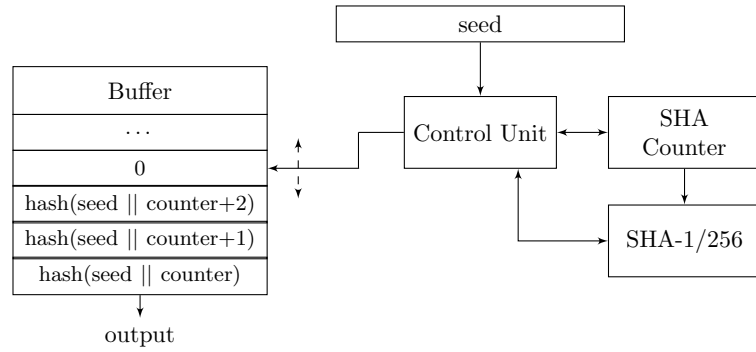 seed
Buffer
...
0
hash(seed || counter+2)
hash(seed || counter+1)
hash(seed || counter)
output
Control Unit
SHA
Counter
SHA-1/256